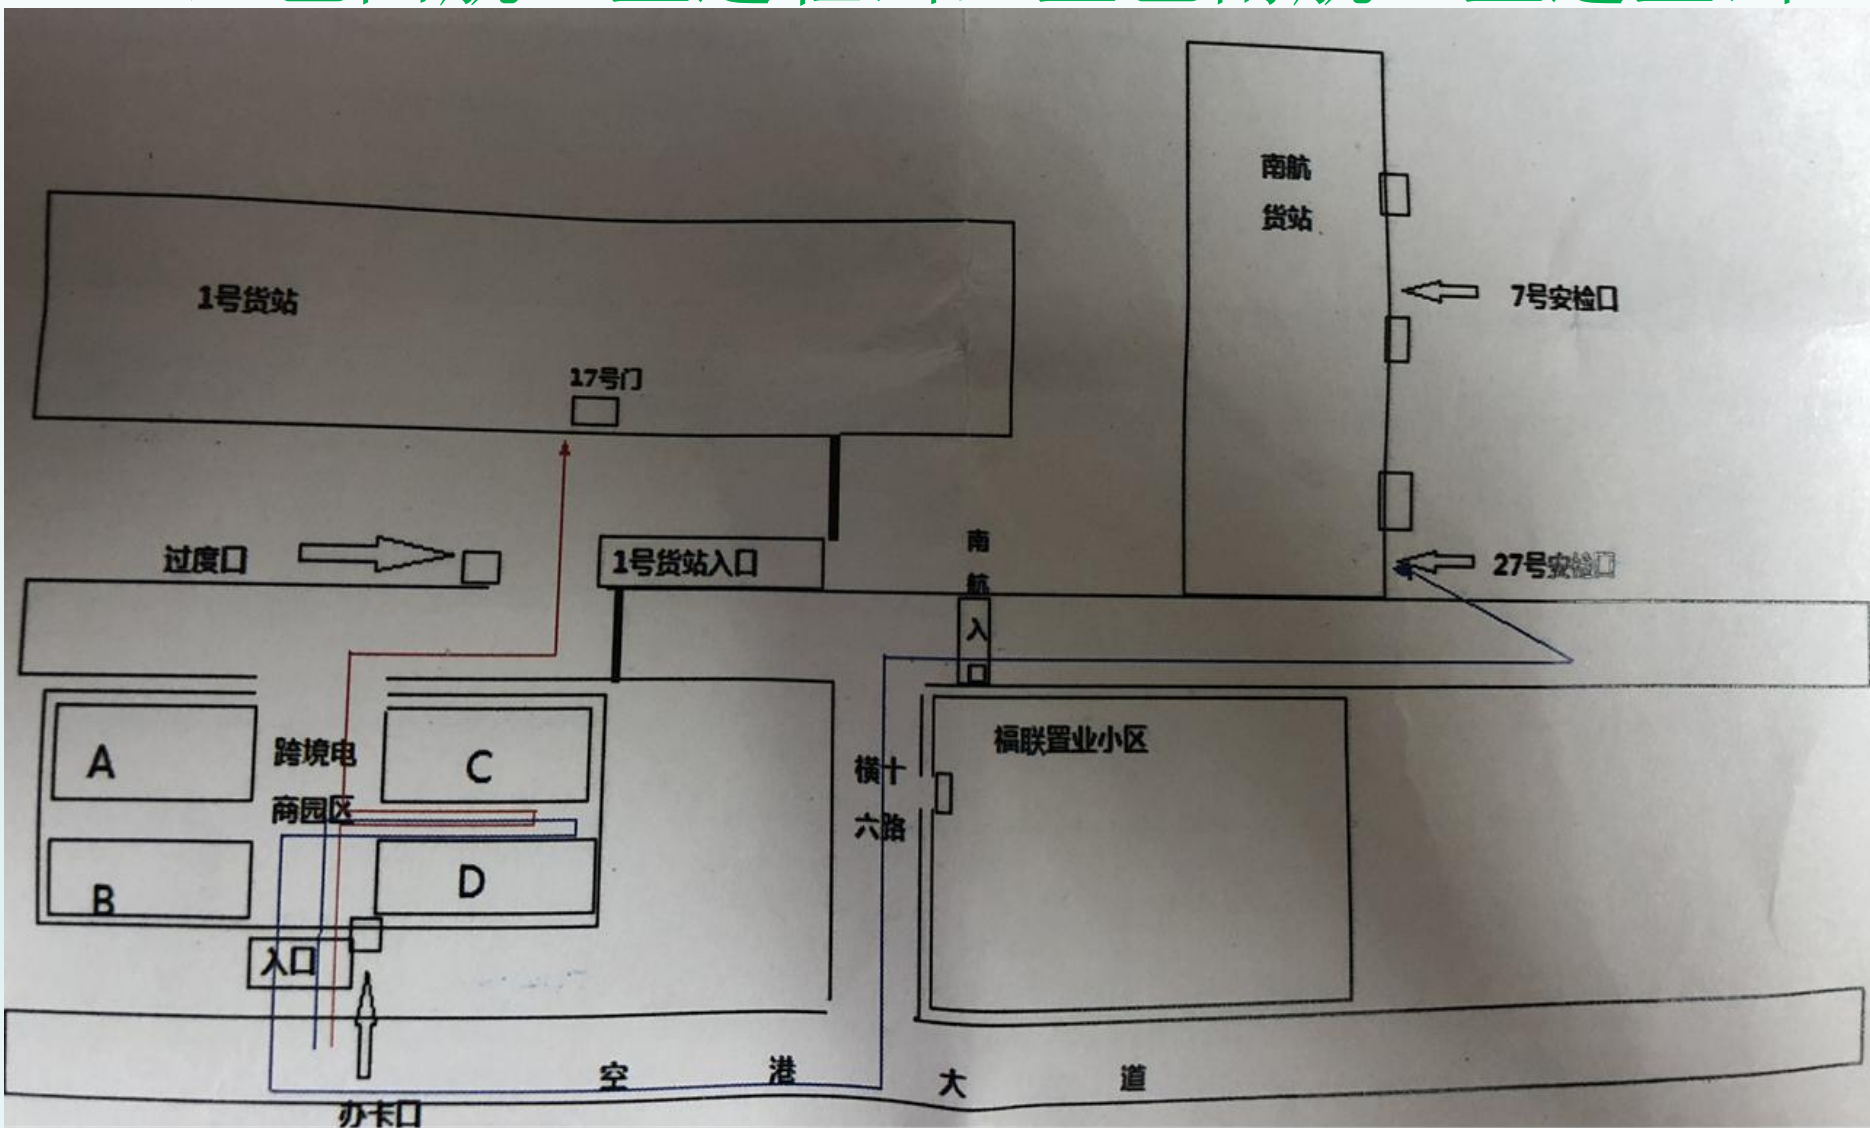 南航
货站
1号货站
7号安检口
17号门
南
航
入
口
过度口
1号货站入口
27号安检口
福联置业小区
A
跨境电
商园区
C
横十
六路
B
D
入口
空港大道
办卡口